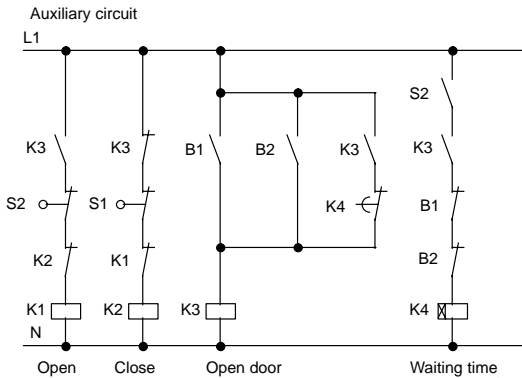 Auxiliary circuit
L1
S2
K3 K3 B1 B2 K3 K3
S2 S1 K4 B1
K2 K1 B2
K1 K2 K3 K4
N
Open Close Open door Waiting time